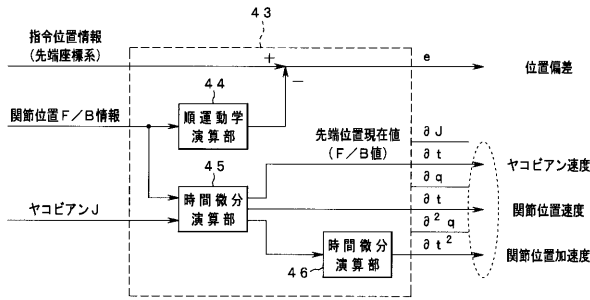 43
指令位置情報
(先端座標系)
+
e
位置偏差
−
44
関節位置F/B情報
順運動学
演算部
先端位置現在値
(F/B値)
∂J
∂t
ヤコビアン速度
45
∂q
ヤコビアンJ
時間微分
演算部
∂t
関節位置速度
∂² q
46
時間微分
演算部
∂t²
関節位置加速度